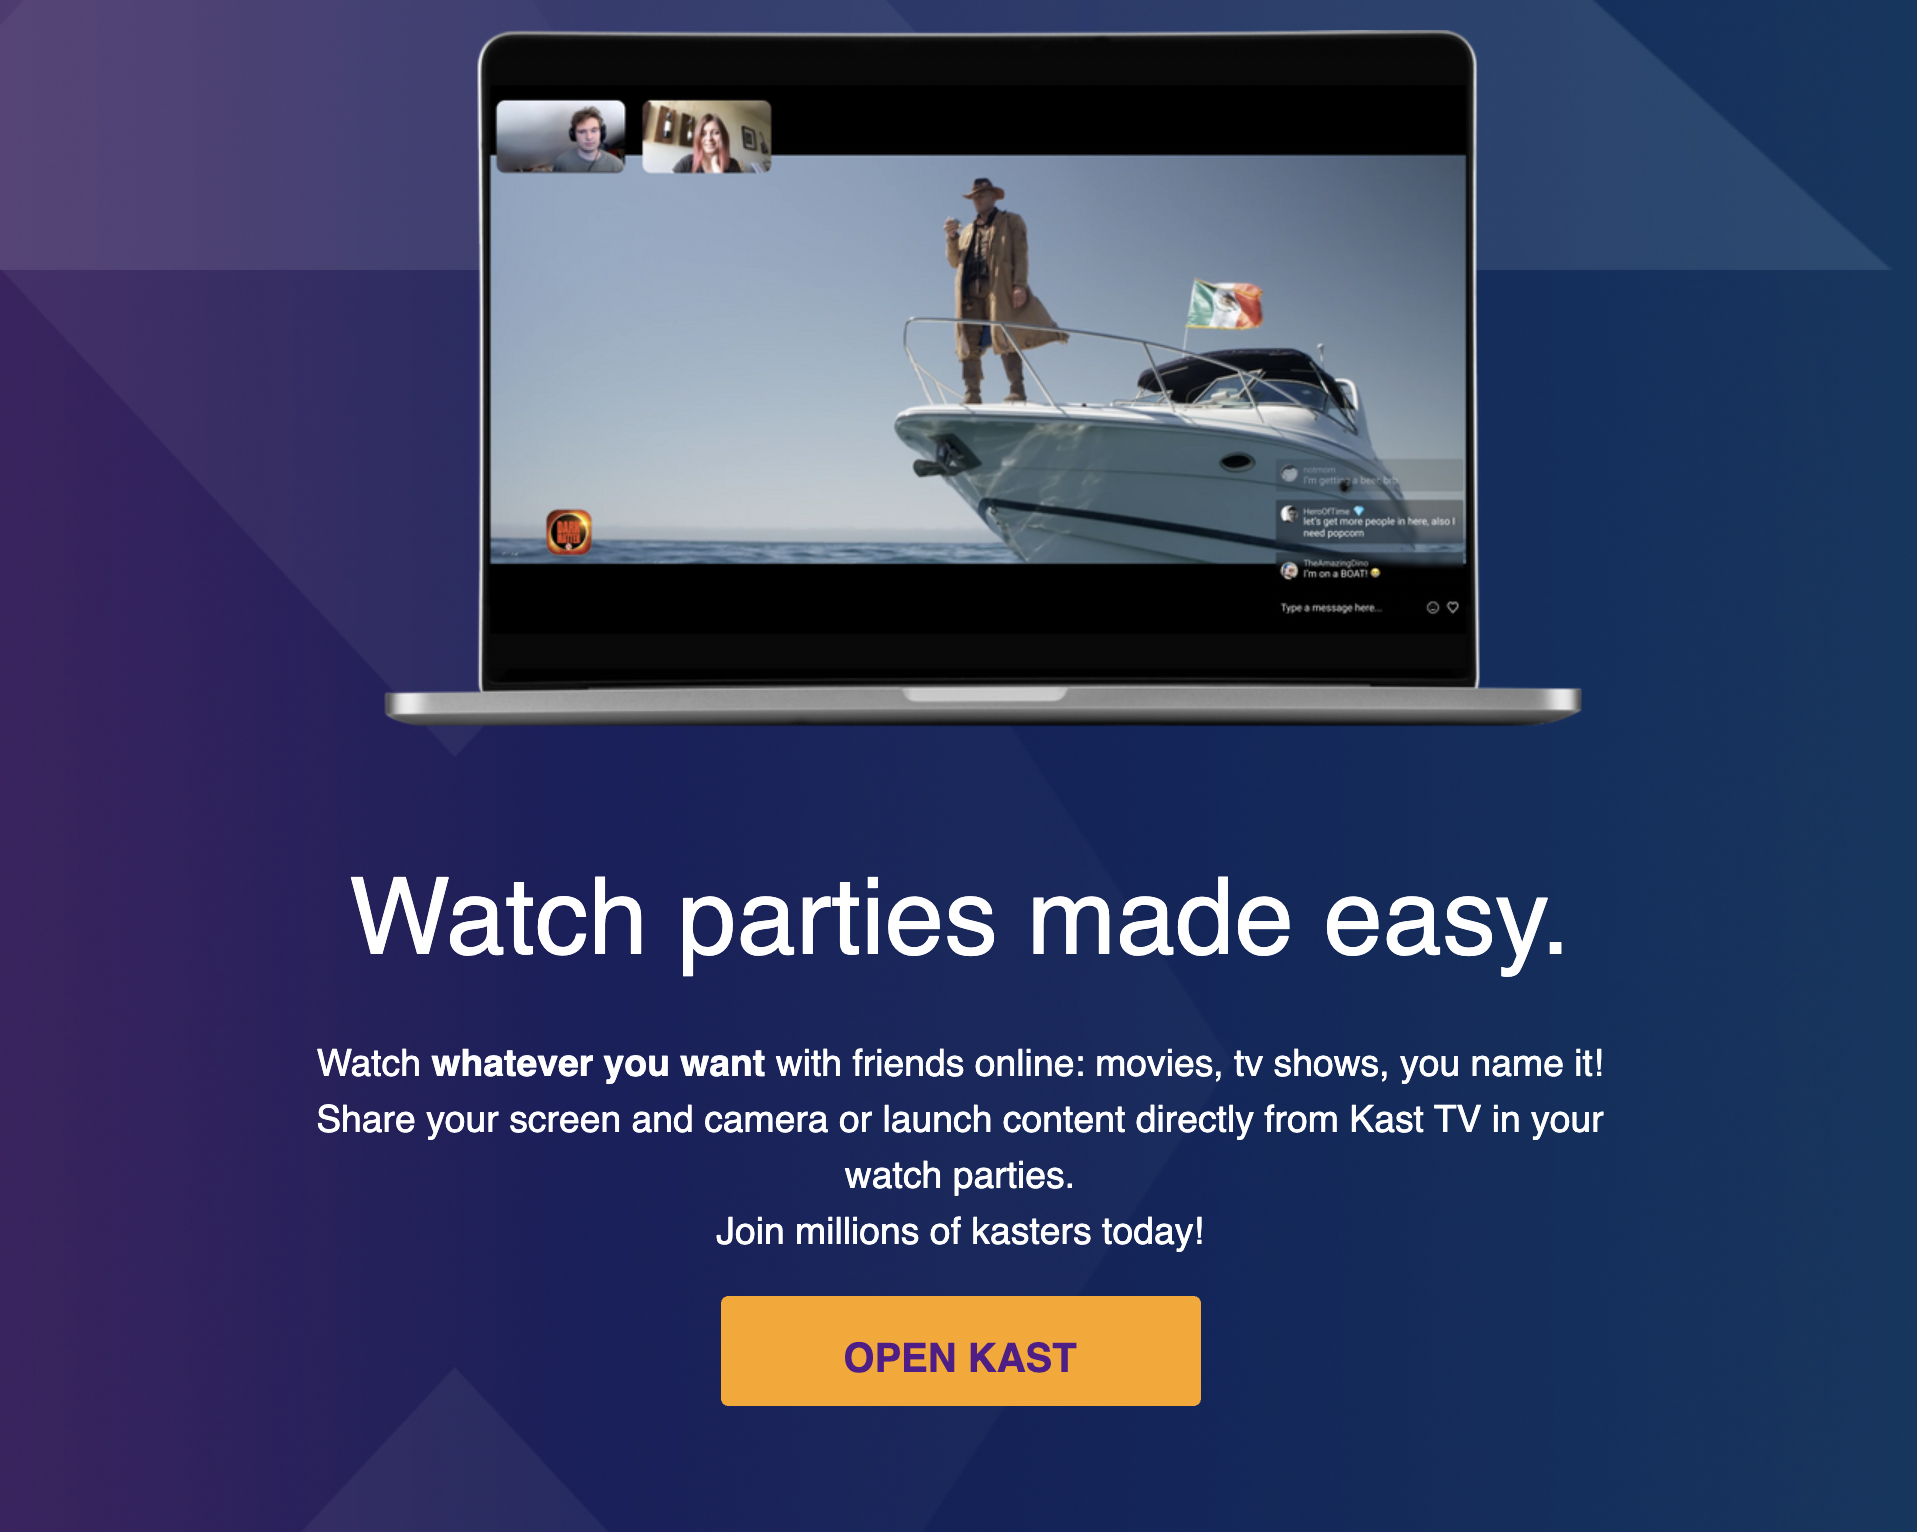 DARK
MATTER
notmom
I'm getting a beer, brb
HeroOfTime
let's get more people in here, also I
need popcorn
TheAmazingDino
I'm on a BOAT! 😆
Type a message here...
Watch parties made easy.
Watch whatever you want with friends online: movies, tv shows, you name it!
Share your screen and camera or launch content directly from Kast TV in your
watch parties.
Join millions of kasters today!
OPEN KAST